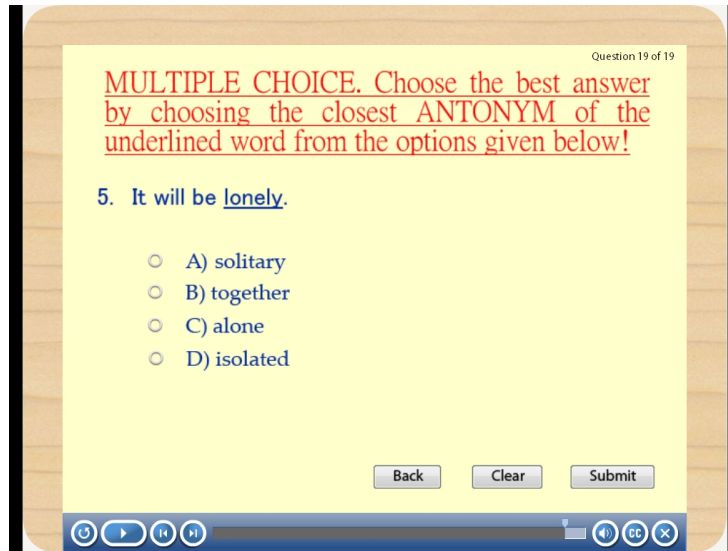 Question 19 of 19
MULTIPLE CHOICE. Choose the best answer
by choosing the closest ANTONYM of the
underlined word from the options given below!
5. It will be lonely.
A) solitary
B) together
C) alone
D) isolated
Back Clear Submit
CC